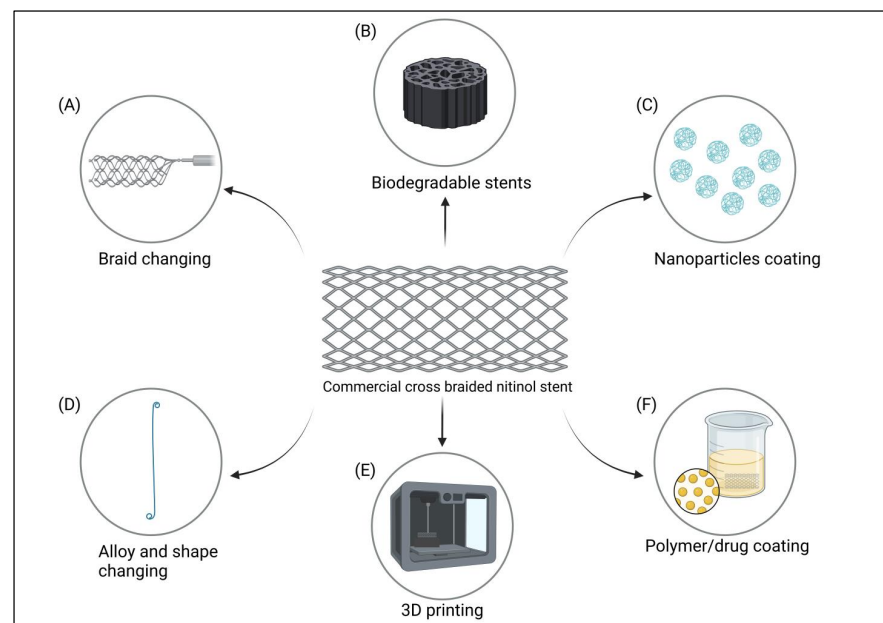 (A)
Braid changing
(B)
Biodegradable stents
(C)
Nanoparticles coating
Commercial cross braided nitinol stent
(D)
Alloy and shape
changing
(E)
3D printing
(F)
Polymer/drug coating